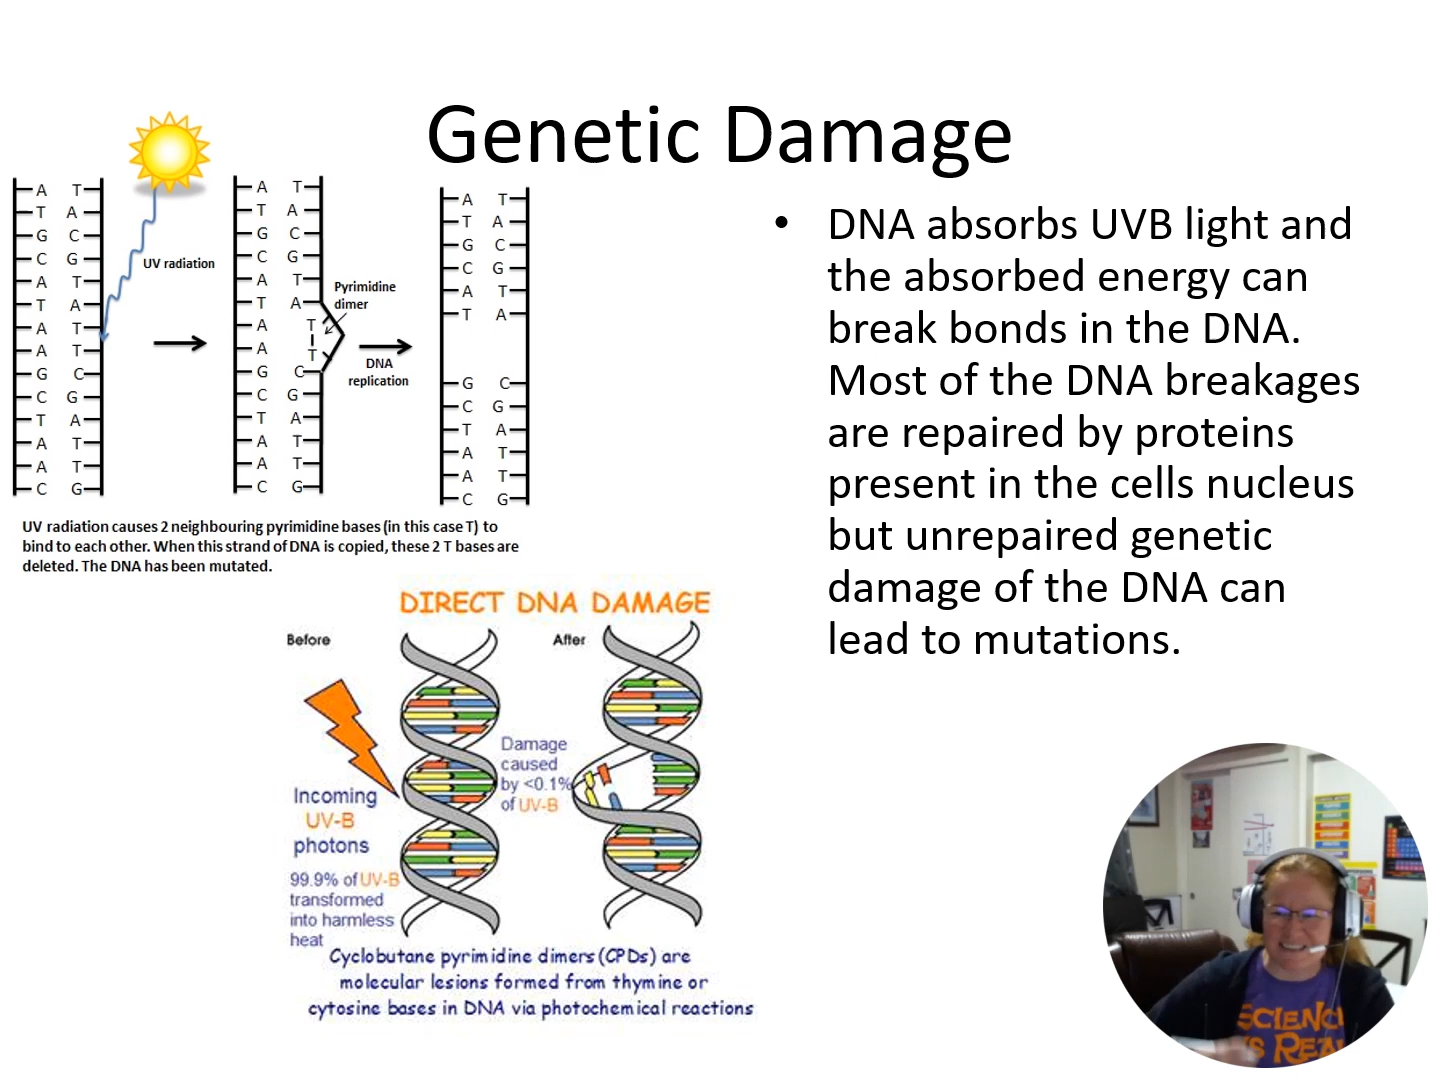 Genetic Damage
A T A T A T
T A T A T A
G C G C G C
C G C G C G
A T A T A T
T A T A T A
A T A T
A T A T
G C G C G C
C G C G C G
T A T A T A
A T A T A T
A T A T A T
C G C G C G
UV radiation
Pyrimidine
dimer
DNA
replication
UV radiation causes 2 neighbouring pyrimidine bases (in this case T) to
bind to each other. When this strand of DNA is copied, these 2 T bases are
deleted. The DNA has been mutated.
• DNA absorbs UVB light and
the absorbed energy can
break bonds in the DNA.
Most of the DNA breakages
are repaired by proteins
present in the cells nucleus
but unrepaired genetic
damage of the DNA can
lead to mutations.
DIRECT DNA DAMAGE
Before
After
Incoming
UV-B
photons
99.9% of UV-B
transformed
into harmless
heat
Damage
caused
by <0.1%
of UV-B
Cyclobutane pyrimidine dimers (CPDs) are
molecular lesions formed from thymine or
cytosine bases in DNA via photochemical reactions
SCIENC
IS REA